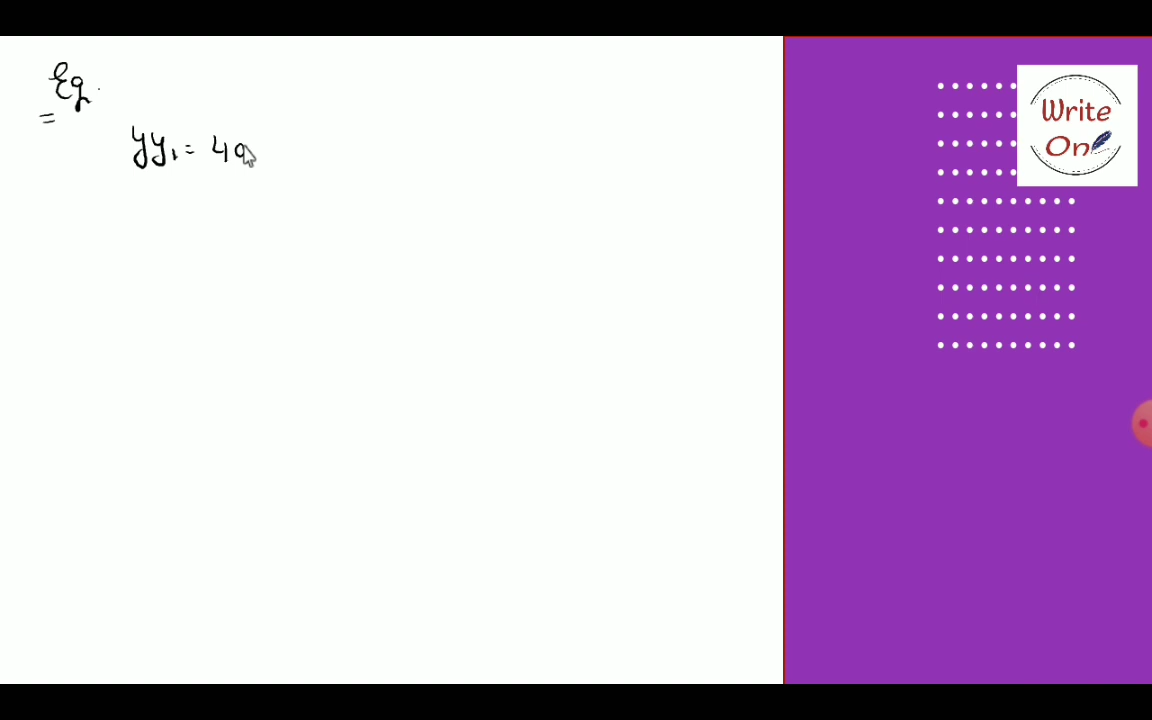 Eq.
=
yy₁ = 4a
Write
On